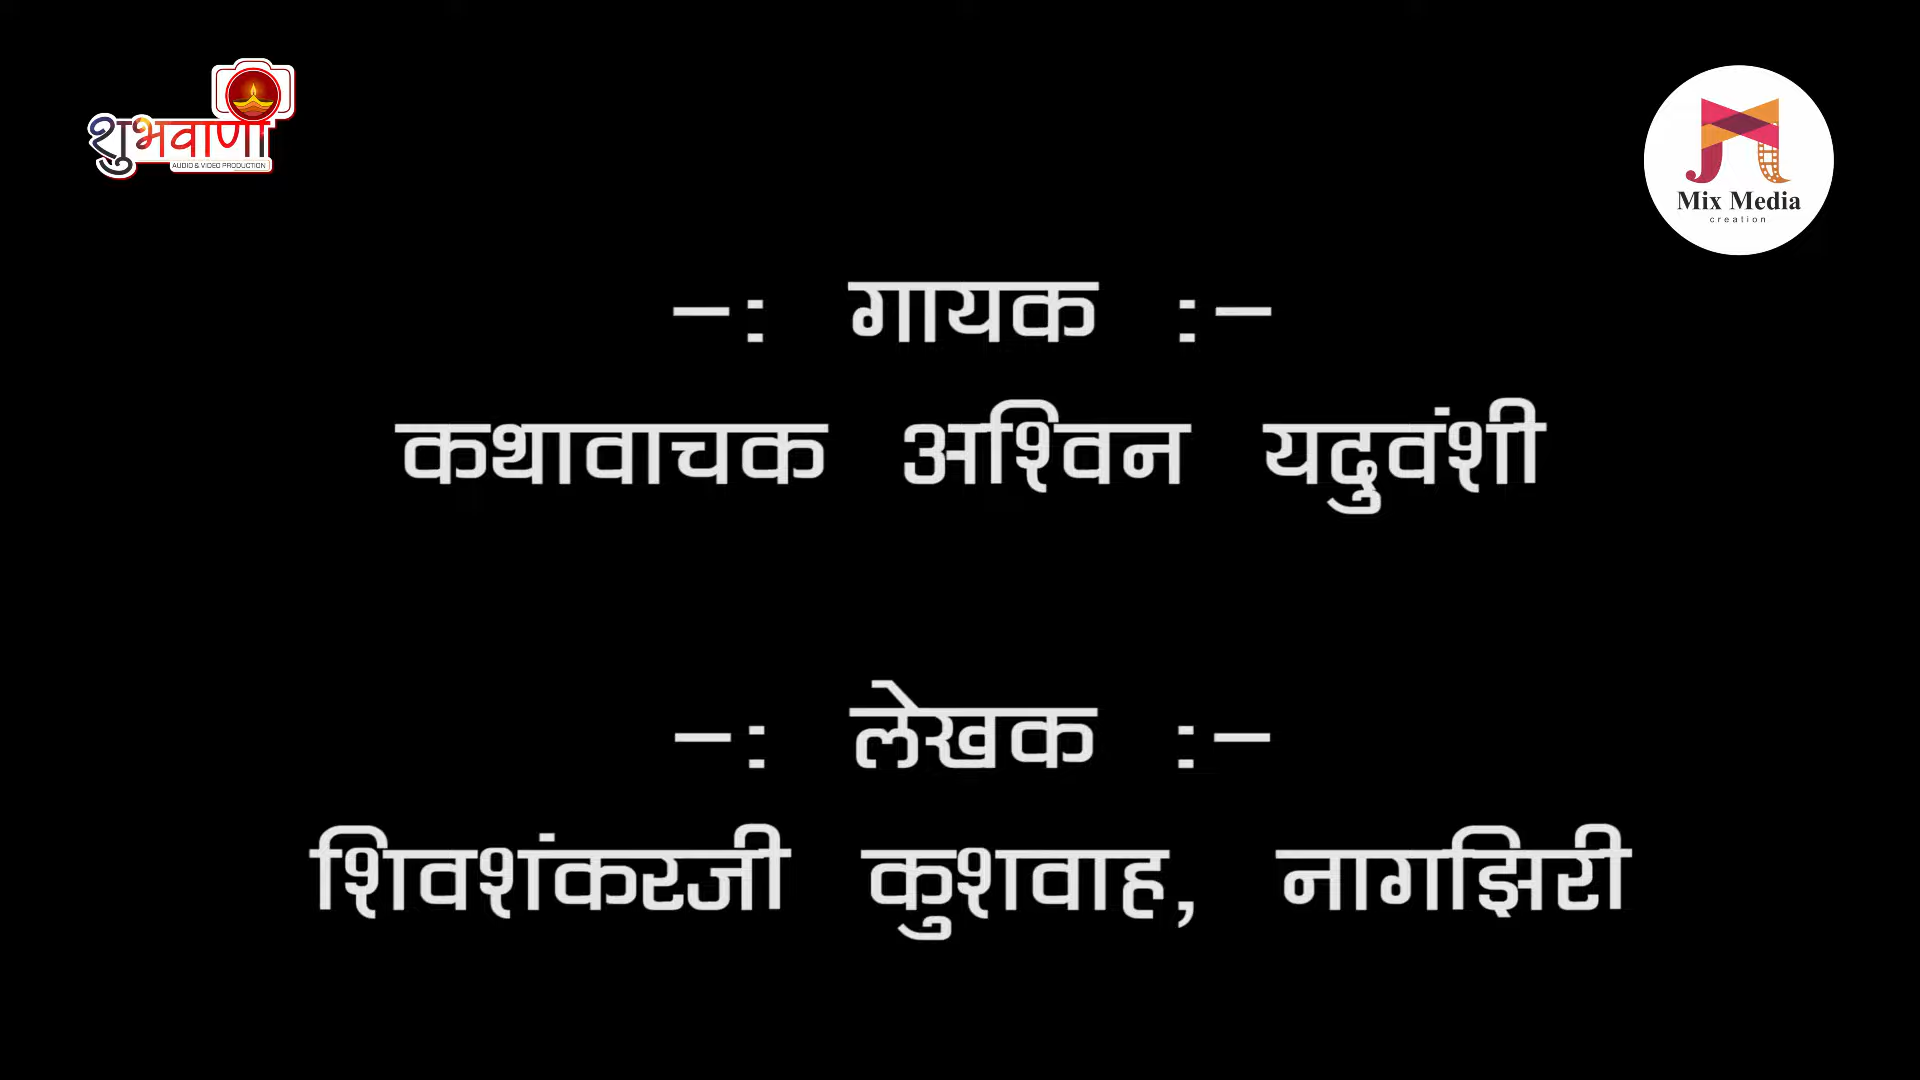 शुभवाणी
AUDIO & VIDEO PRODUCTION
Mix Media
creation
-: गायक :-
कथावाचक अश्विन यदुवंशी
-: लेखक :-
शिवशंकरजी कुशवाह, नागझिरी